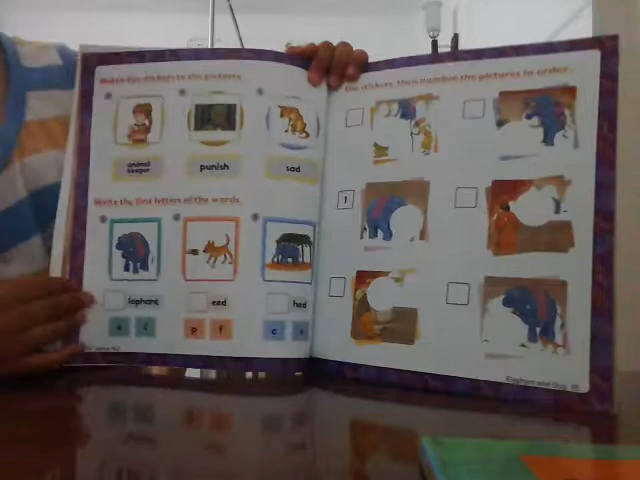 Match the stickers to the pictures.
animal keeper
punish
sad
Write the first letters of the words.
lephant
eed
hed
p f
the stickers, then number the pictures in order.
1
Elephant and Dog